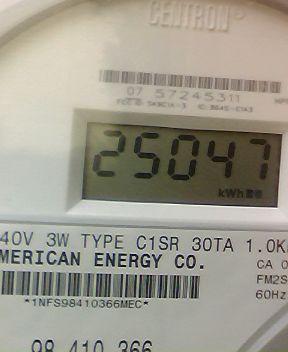 CENTRON
07 57245311
25047
kWh
40V 3W TYPE C1SR 30TA 1.0K
MERICAN ENERGY CO.
CA 0
FM2S
60Hz
*1NFS98410366MEC*
98 410 366